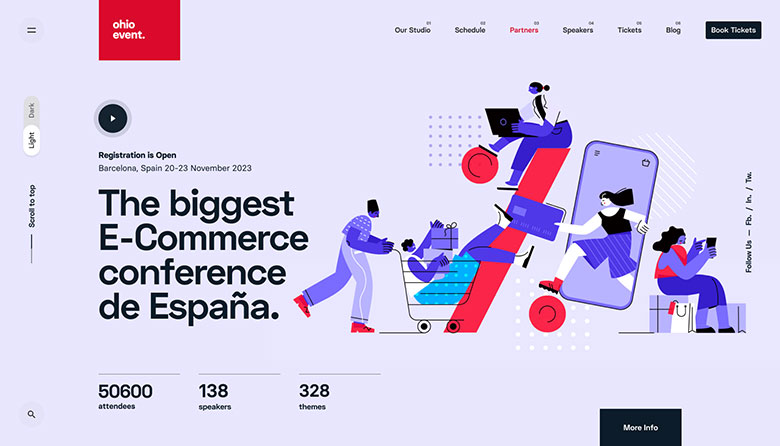 ohio
event.
01
Our Studio
02
Schedule
03
Partners
04
Speakers
05
Tickets
06
Blog
Book Tickets
Dark
Light
Scroll to top
Registration is Open
Barcelona, Spain 20-23 November 2023
The biggest
E-Commerce
conference
de España.
Follow Us — Fb. / In. / Tw.
50600
attendees
138
speakers
328
themes
More Info